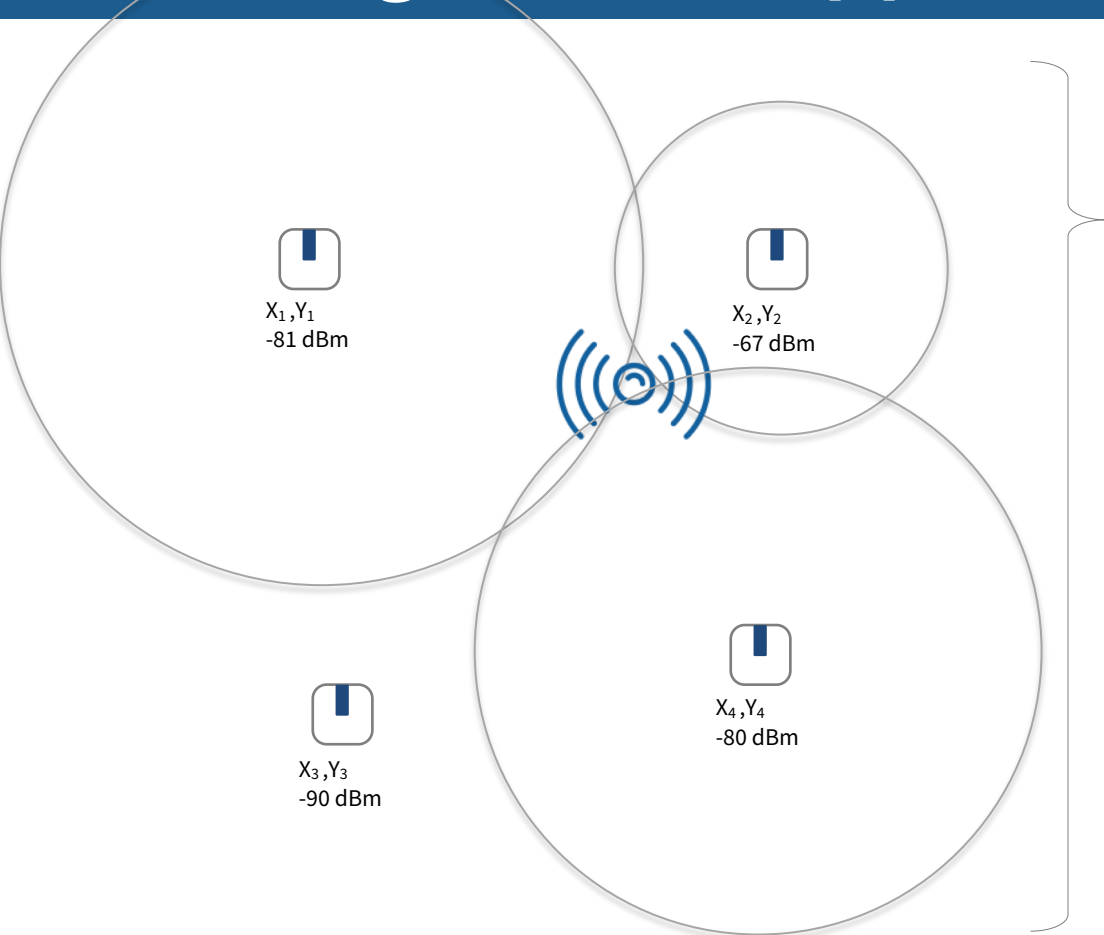 X₁,Y₁
-81 dBm
X₂,Y₂
-67 dBm
X₃,Y₃
-90 dBm
X₄,Y₄
-80 dBm